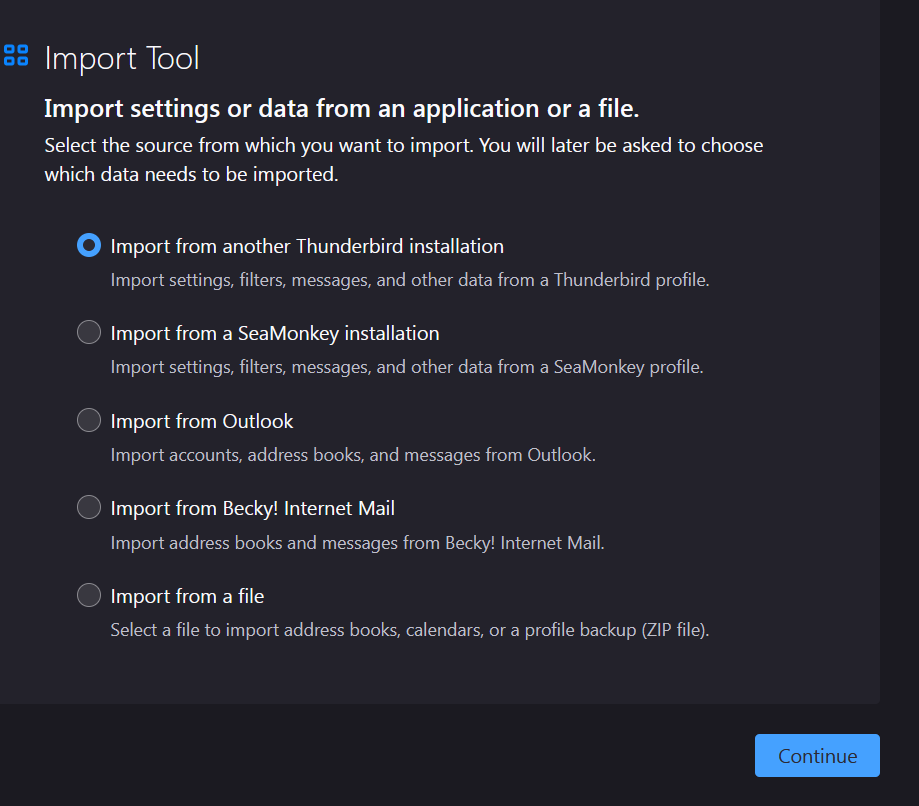 Import Tool
Import settings or data from an application or a file.
Select the source from which you want to import. You will later be asked to choose
which data needs to be imported.
Import from another Thunderbird installation
Import settings, filters, messages, and other data from a Thunderbird profile.
Import from a SeaMonkey installation
Import settings, filters, messages, and other data from a SeaMonkey profile.
Import from Outlook
Import accounts, address books, and messages from Outlook.
Import from Becky! Internet Mail
Import address books and messages from Becky! Internet Mail.
Import from a file
Select a file to import address books, calendars, or a profile backup (ZIP file).
Continue